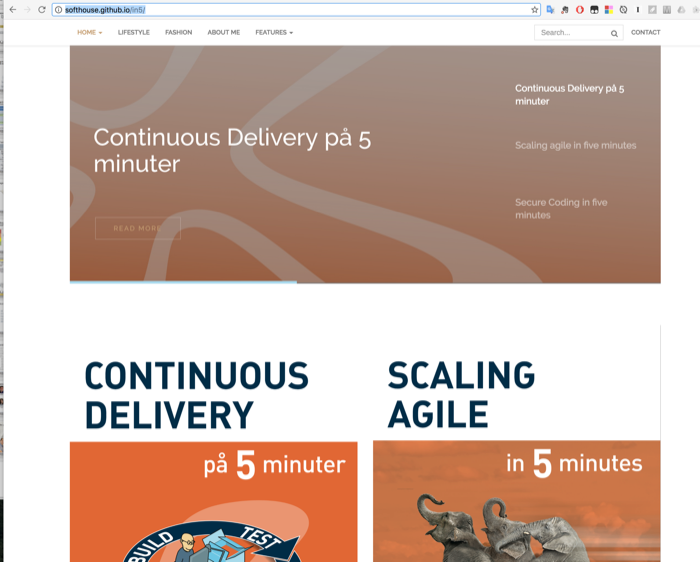 softhouse.github.io/in5/
HOME LIFESTYLE FASHION ABOUT ME FEATURES Search... CONTACT
Continuous Delivery på 5
minuter
READ MORE
Continuous Delivery på 5
minuter
Scaling agile in five minutes
Secure Coding in five
minutes
CONTINUOUS
DELIVERY
på 5 minuter
BUILD TEST
SCALING
AGILE
in 5 minutes